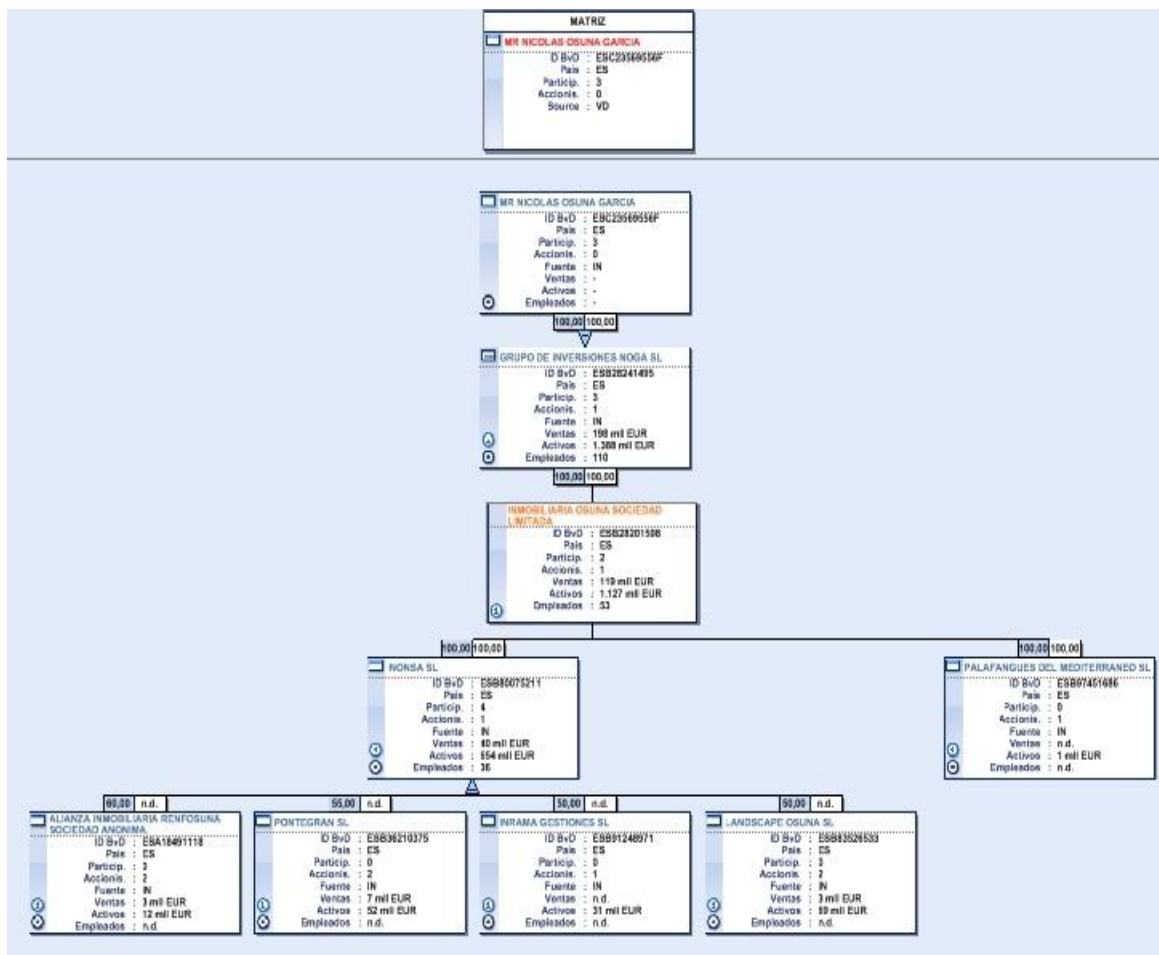 MATRIZ
MR NICOLAS OSUNA GARCIA
ID BvD : ESC23569556F
País : ES
Particip. : 3
Accionis. : 0
Source : VD
MR NICOLAS OSUNA GARCIA
ID BvD : ESC23569556F
País : ES
Particip. : 3
Accionis. : 0
Fuente : IN
Ventas : -
Activos : -
Empleados : -
100,00 100,00
GRUPO DE INVERSIONES NOGA SL
ID BvD : ESB28241495
País : ES
Particip. : 3
Accionis. : 1
Fuente : IN
Ventas : 198 mil EUR
Activos : 1.388 mil EUR
Empleados : 110
100,00 100,00
INMOBILIARIA OSUNA SOCIEDAD
LIMITADA
ID BvD : ESB28201508
País : ES
Particip. : 2
Accionis. : 1
Ventas : 119 mil EUR
Activos : 1.127 mil EUR
Empleados : 53
100,00 100,00
NONSA SL
ID BvD : ESB80075211
País : ES
Particip. : 4
Accionis. : 1
Fuente : IN
Ventas : 40 mil EUR
Activos : 554 mil EUR
Empleados : 36
100,00 100,00
PALAFANGUES DEL MEDITERRANEO SL
ID BvD : ESB97451686
País : ES
Particip. : 0
Accionis. : 1
Fuente : IN
Ventas : n.d.
Activos : 1 mil EUR
Empleados : n.d.
60,00 n.d.
ALIANZA INMOBILIARIA RENFOSUNA
SOCIEDAD ANONIMA
ID BvD : ESA18491118
País : ES
Particip. : 3
Accionis. : 2
Fuente : IN
Ventas : 3 mil EUR
Activos : 12 mil EUR
Empleados : n.d.
55,00 n.d.
PONTEGRAN SL
ID BvD : ESB36210375
País : ES
Particip. : 0
Accionis. : 2
Fuente : IN
Ventas : 7 mil EUR
Activos : 52 mil EUR
Empleados : n.d.
50,00 n.d.
INRAMA GESTIONES SL
ID BvD : ESB91248971
País : ES
Particip. : 0
Accionis. : 1
Fuente : IN
Ventas : n.d.
Activos : 31 mil EUR
Empleados : n.d.
50,00 n.d.
LANDSCAPE OSUNA SL
ID BvD : ESB83526533
País : ES
Particip. : 3
Accionis. : 2
Fuente : IN
Ventas : 3 mil EUR
Activos : mil EUR
Empleados : n.d.